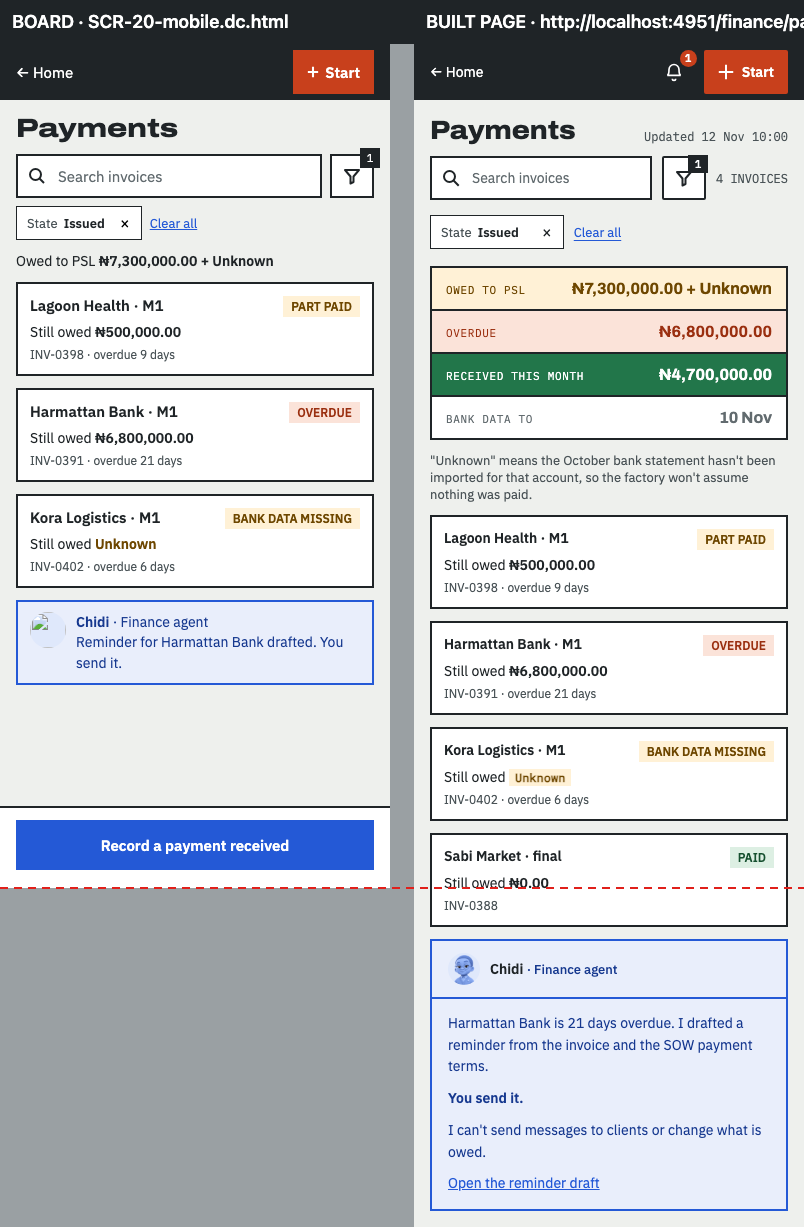 BOARD · SCR-20-mobile.dc.html
← Home
+ Start
Payments
Search invoices
1
State Issued ×
Clear all
Owed to PSL ₦7,300,000.00 + Unknown
Lagoon Health · M1
PART PAID
Still owed ₦500,000.00
INV-0398 · overdue 9 days
Harmattan Bank · M1
OVERDUE
Still owed ₦6,800,000.00
INV-0391 · overdue 21 days
Kora Logistics · M1
BANK DATA MISSING
Still owed Unknown
INV-0402 · overdue 6 days
Chidi · Finance agent
Reminder for Harmattan Bank drafted. You
send it.
Record a payment received
BUILT PAGE · http://localhost:4951/finance/pa
← Home
1
+ Start
Payments
Updated 12 Nov 10:00
Search invoices
1
4 INVOICES
State Issued ×
Clear all
OWED TO PSL ₦7,300,000.00 + Unknown
OVERDUE ₦6,800,000.00
RECEIVED THIS MONTH ₦4,700,000.00
BANK DATA TO 10 Nov
"Unknown" means the October bank statement hasn't been
imported for that account, so the factory won't assume
nothing was paid.
Lagoon Health · M1
PART PAID
Still owed ₦500,000.00
INV-0398 · overdue 9 days
Harmattan Bank · M1
OVERDUE
Still owed ₦6,800,000.00
INV-0391 · overdue 21 days
Kora Logistics · M1
BANK DATA MISSING
Still owed Unknown
INV-0402 · overdue 6 days
Sabi Market · final
PAID
Still owed ₦0.00
INV-0388
Chidi · Finance agent
Harmattan Bank is 21 days overdue. I drafted a
reminder from the invoice and the SOW payment
terms.
You send it.
I can't send messages to clients or change what is
owed.
Open the reminder draft